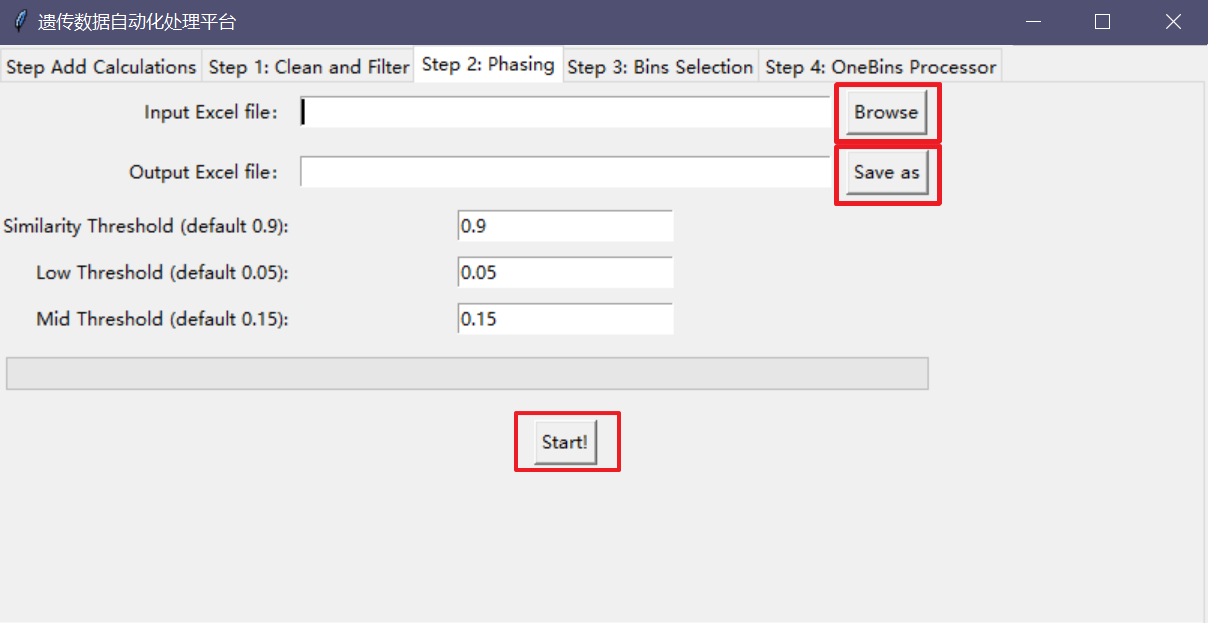 遗传数据自动化处理平台
Step Add Calculations Step 1: Clean and Filter Step 2: Phasing Step 3: Bins Selection Step 4: OneBins Processor
Input Excel file: Browse
Output Excel file: Save as
Similarity Threshold (default 0.9): 0.9
Low Threshold (default 0.05): 0.05
Mid Threshold (default 0.15): 0.15
Start!